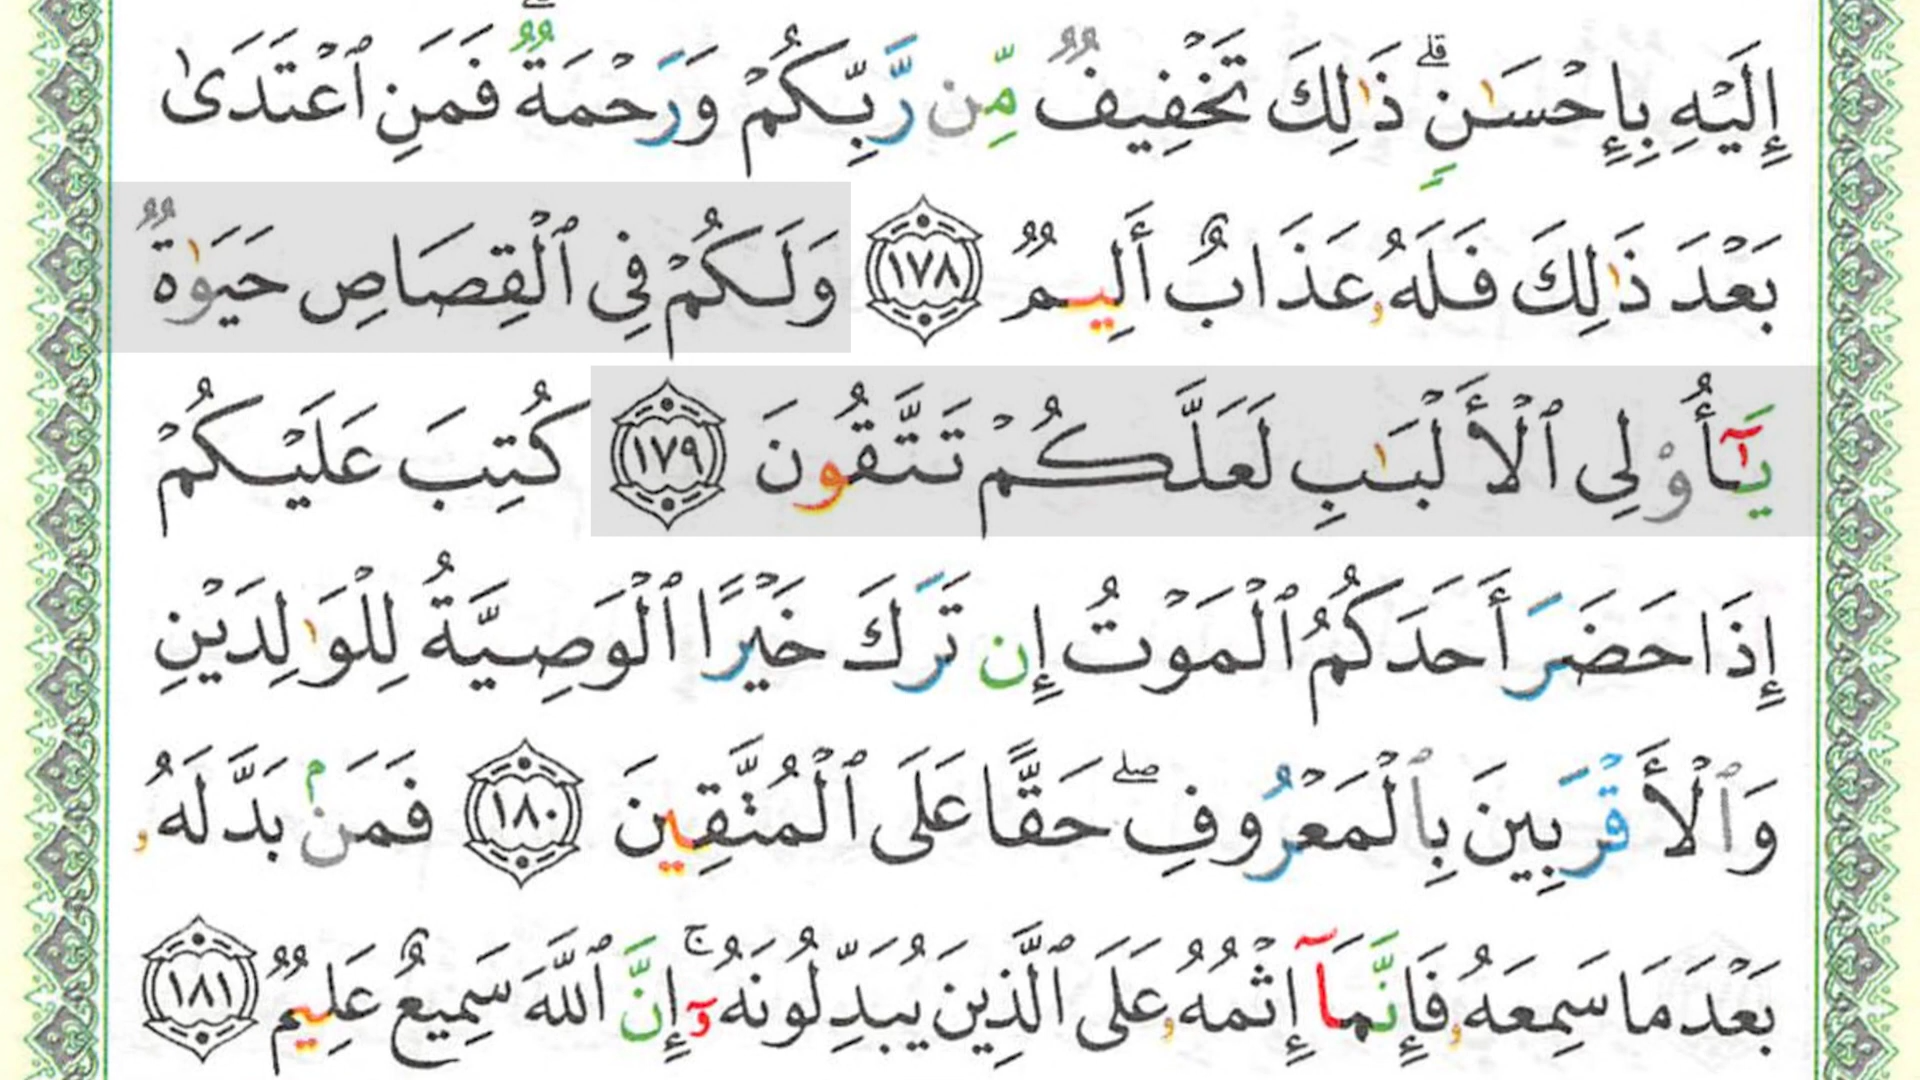 إِلَيْهِ بِإِحْسَـٰنٍ ۗ ذَٰلِكَ تَخْفِيفٌ مِّن رَّبِّكُمْ وَرَحْمَةٌ ۗ فَمَنِ ٱعْتَدَىٰ
بَعْدَ ذَٰلِكَ فَلَهُۥ عَذَابٌ أَلِيمٌ ١٧٨ وَلَكُمْ فِى ٱلْقِصَاصِ حَيَوٰةٌ
يَـٰٓأُو۟لِى ٱلْأَلْبَـٰبِ لَعَلَّكُمْ تَتَّقُونَ ١٧٩ كُتِبَ عَلَيْكُمْ
إِذَا حَضَرَ أَحَدَكُمُ ٱلْمَوْتُ إِن تَرَكَ خَيْرًا ٱلْوَصِيَّةُ لِلْوَٰلِدَيْنِ
وَٱلْأَقْرَبِينَ بِٱلْمَعْرُوفِ ۖ حَقًّا عَلَى ٱلْمُتَّقِينَ ١٨٠ فَمَنۢ بَدَّلَهُۥ
بَعْدَ مَا سَمِعَهُۥ فَإِنَّمَآ إِثْمُهُۥ عَلَى ٱلَّذِينَ يُبَدِّلُونَهُۥٓ ۚ إِنَّ ٱللَّهَ سَمِيعٌ عَلِيمٌ ١٨١